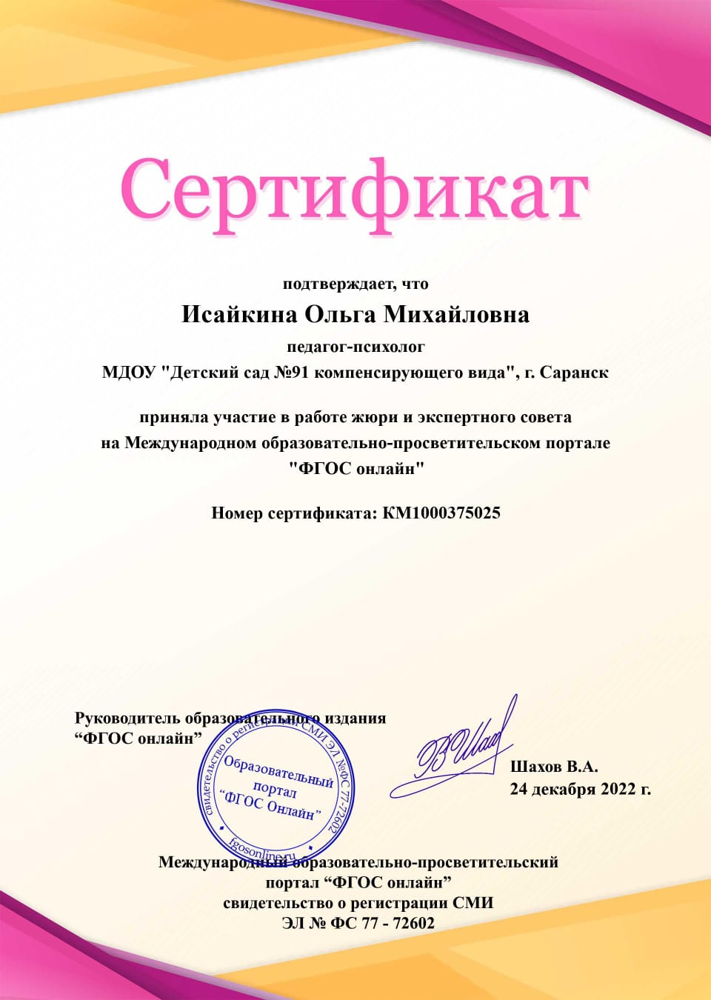 Сертификат
подтверждает, что
Исайкина Ольга Михайловна
педагог-психолог
МДОУ "Детский сад №91 компенсирующего вида", г. Саранск
приняла участие в работе жюри и экспертного совета
на Международном образовательно-просветительском портале
"ФГОС онлайн"
Номер сертификата: КМ1000375025
Руководитель образовательного издания
“ФГОС онлайн”
свидетельство о регистрации СМИ ЭЛ №ФС 77-72602
Образовательный
портал
“ФГОС Онлайн”
fgosonline.ru
В Шахов
Шахов В.А.
24 декабря 2022 г.
Международный образовательно-просветительский
портал “ФГОС онлайн”
свидетельство о регистрации СМИ
ЭЛ № ФС 77 - 72602